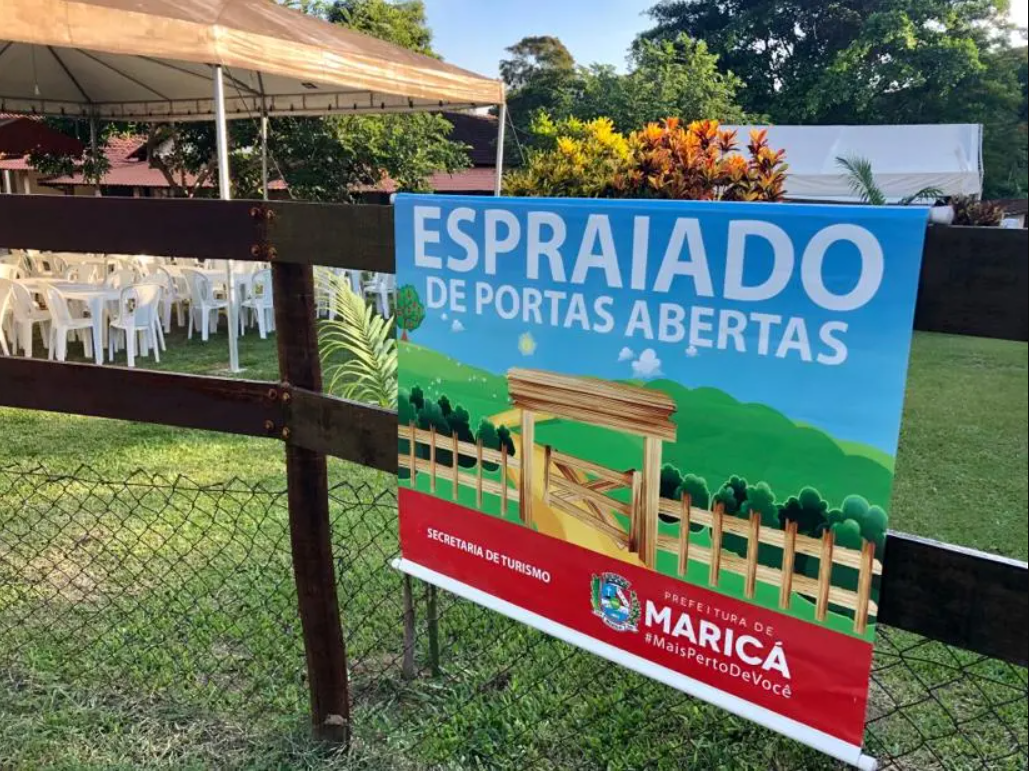 ESPRAIADO
DE PORTAS ABERTAS
SECRETARIA DE TURISMO
PREFEITURA DE
MARICÁ
#MaisPertoDeVocê